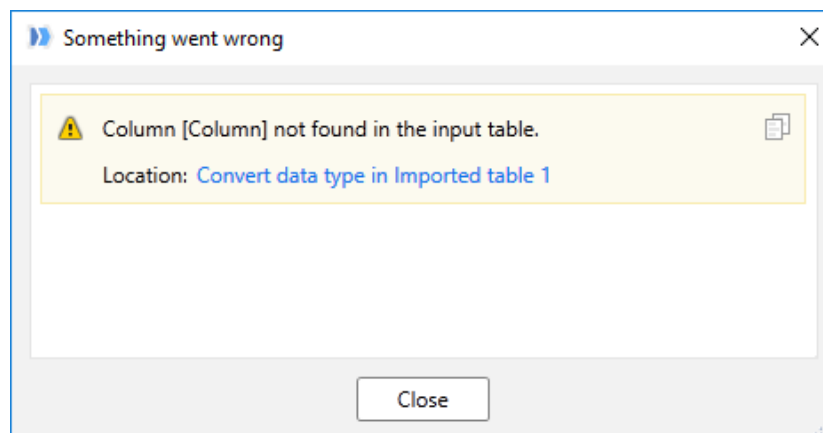 Something went wrong
Column [Column] not found in the input table.
Location: Convert data type in Imported table 1
Close